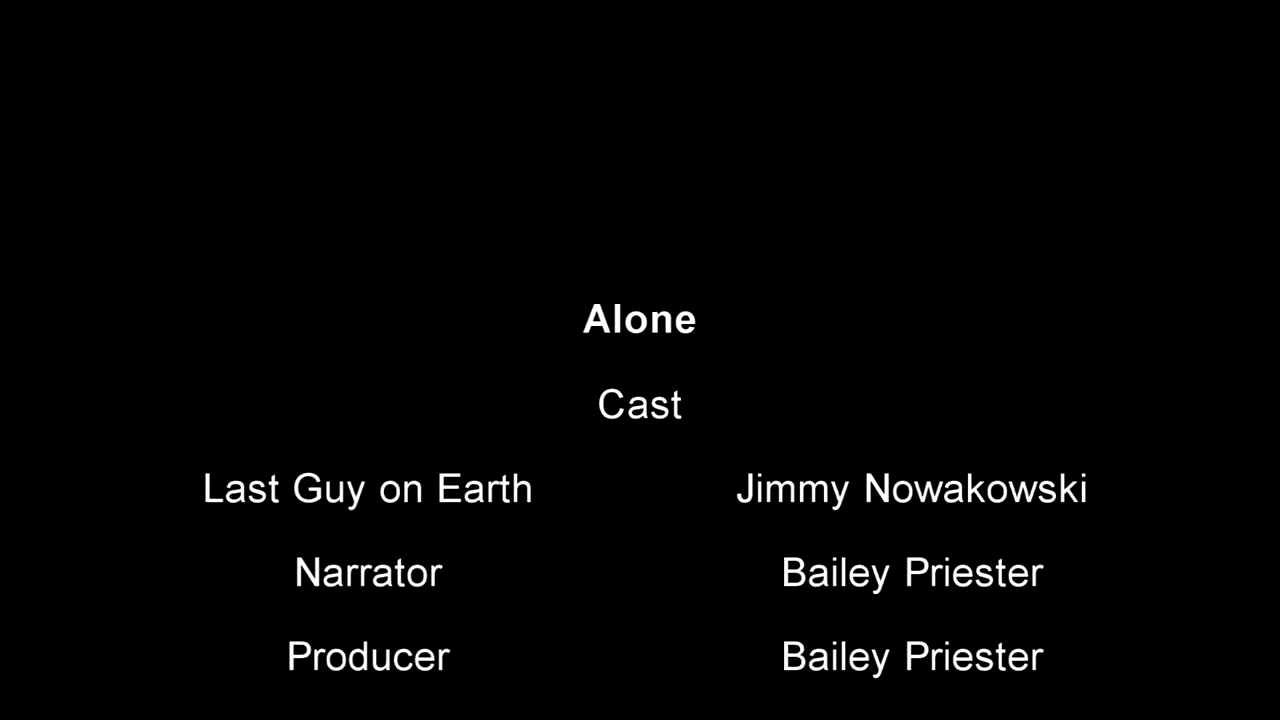 Alone
Cast
Last Guy on Earth Jimmy Nowakowski
Narrator Bailey Priester
Producer Bailey Priester